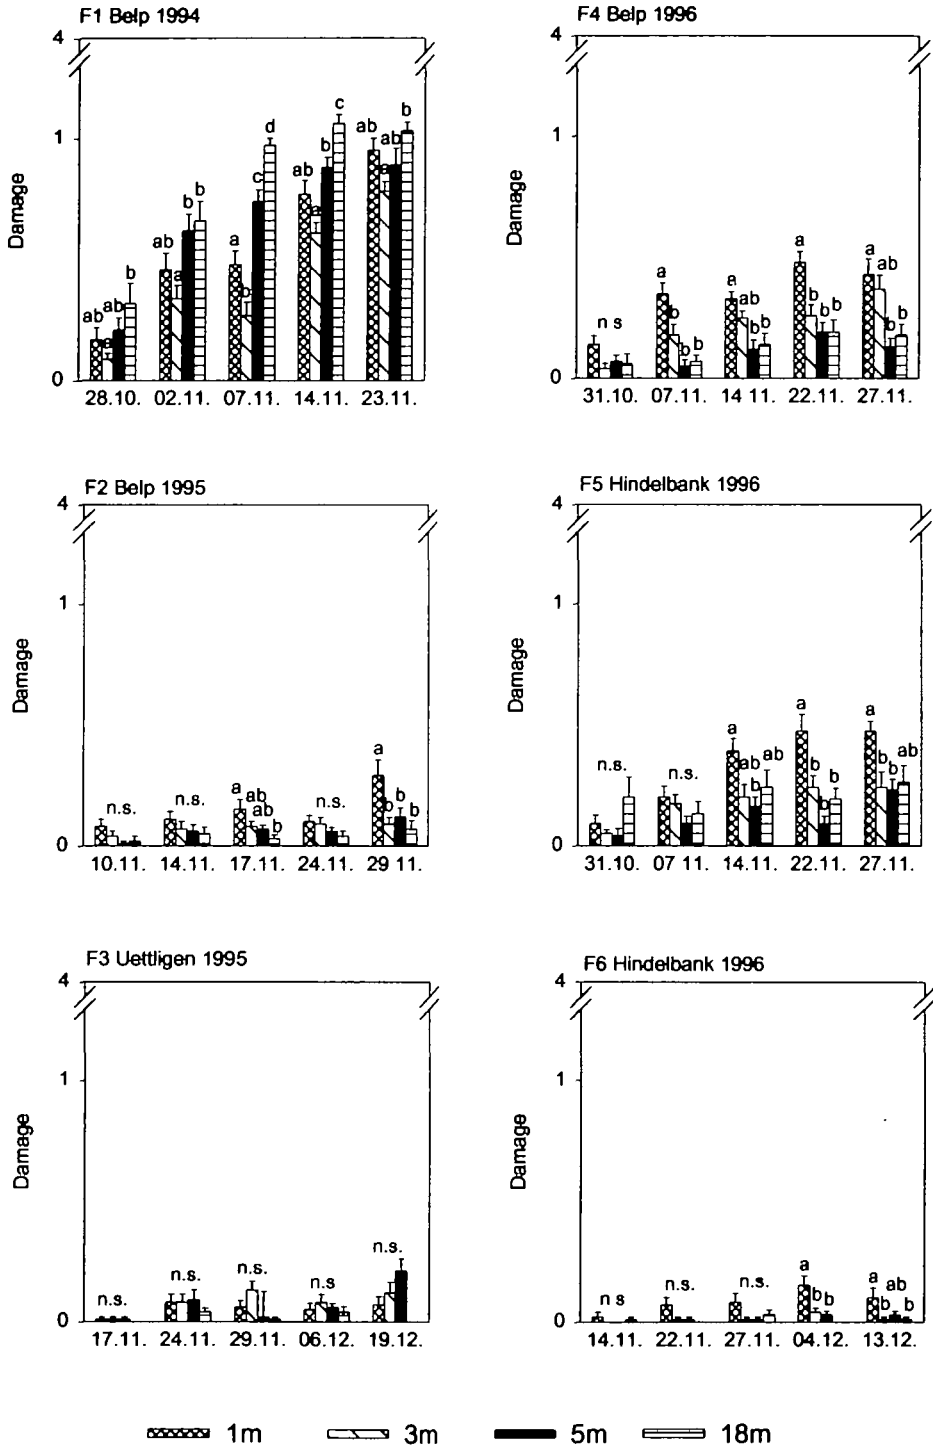 F1 Belp 1994
4
1
0
Damage
ab a ab b
ab a b b
a b c d
ab a b c
ab a ab b
28.10. 02.11. 07.11. 14.11. 23.11.
F4 Belp 1996
4
1
0
Damage
n s
a b b b
a ab b b
a b b b
a ab b b
31.10. 07.11. 14 11. 22.11. 27.11.
F2 Belp 1995
4
1
0
Damage
n.s.
n.s.
a ab ab b
n.s.
a b b b
10.11. 14.11. 17.11. 24.11. 29 11.
F5 Hindelbank 1996
4
1
0
Damage
n.s.
n.s.
a ab b ab
a b b b
a b b ab
31.10. 07 11. 14.11. 22.11. 27.11.
F3 Uettligen 1995
4
1
0
Damage
n.s.
n.s.
n.s.
n.s
n.s.
17.11. 24.11. 29.11. 06.12. 19.12.
F6 Hindelbank 1996
4
1
0
Damage
n s
n.s.
n.s.
a b b
a b ab b
14.11. 22.11. 27.11. 04.12. 13.12.
1m 3m 5m 18m